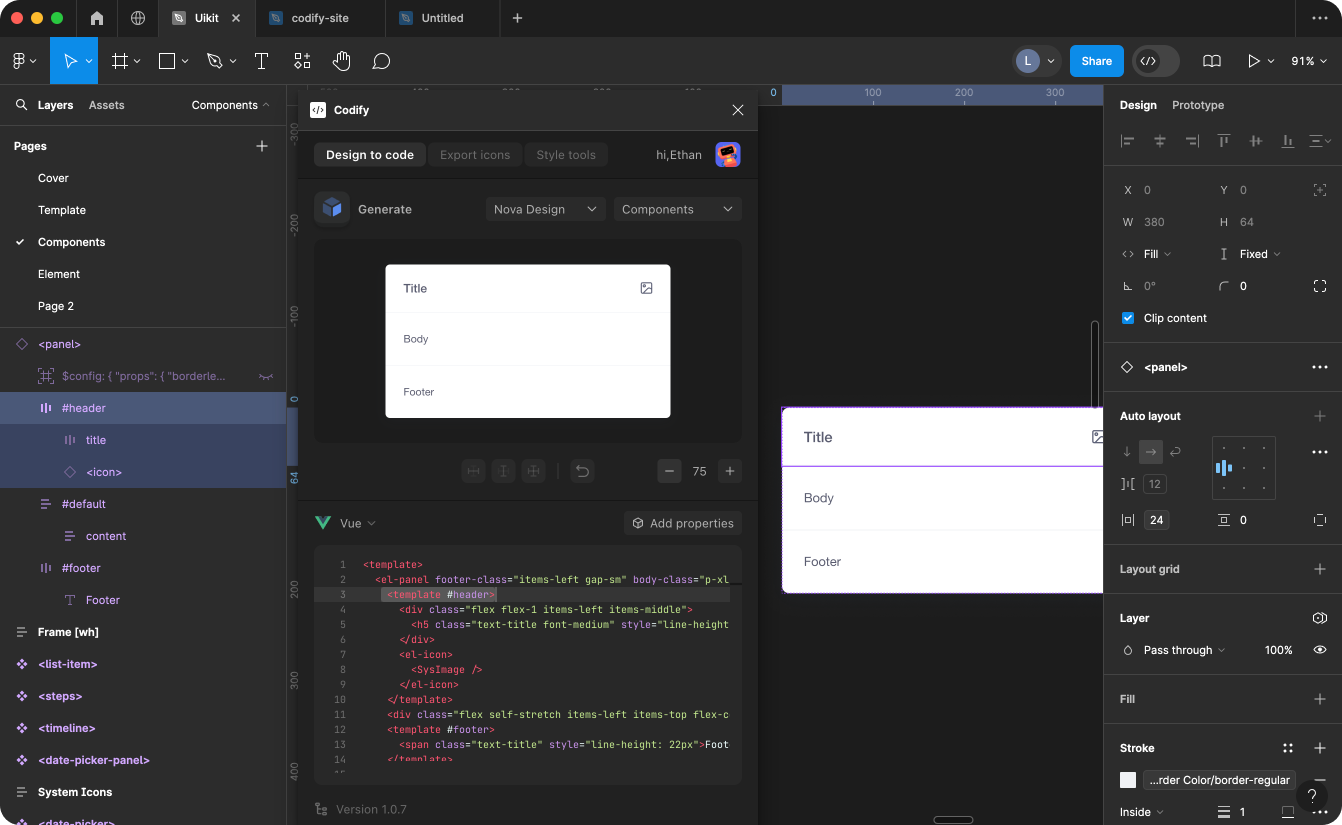 Uikit
codify-site
Untitled
L
Share
91%
Layers
Assets
Components
Pages
Cover
Template
Components
Element
Page 2
<panel>
$config: { "props": { "borderle...
#header
title
<icon>
#default
content
#footer
Footer
Frame [wh]
<list-item>
<steps>
<timeline>
<date-picker-panel>
System Icons
<date-picker>
0
100
200
300
-300
-200
-100
0
64
200
300
400
Codify
Design to code
Export icons
Style tools
hi,Ethan
Generate
Nova Design
Components
Title
Body
Footer
75
Vue
Add properties
1 <template>
2 <el-panel footer-class="items-left gap-sm" body-class="p-xl
3 <template #header>
4 <div class="flex flex-1 items-left items-middle">
5 <h5 class="text-title font-medium" style="line-height
6 </div>
7 <el-icon>
8 <SysImage />
9 </el-icon>
10 </template>
11 <div class="flex self-stretch items-left items-top flex-c
12 <template #footer>
13 <span class="text-title" style="line-height: 22px">Foot
14 </template>
Version 1.0.7
Title
Body
Footer
Design
Prototype
X 0
Y 0
W 380
H 64
Fill
Fixed
0°
0
Clip content
<panel>
Auto layout
12
24
0
Layout grid
Layer
Pass through
100%
Fill
Stroke
...rder Color/border-regular
Inside
1
?